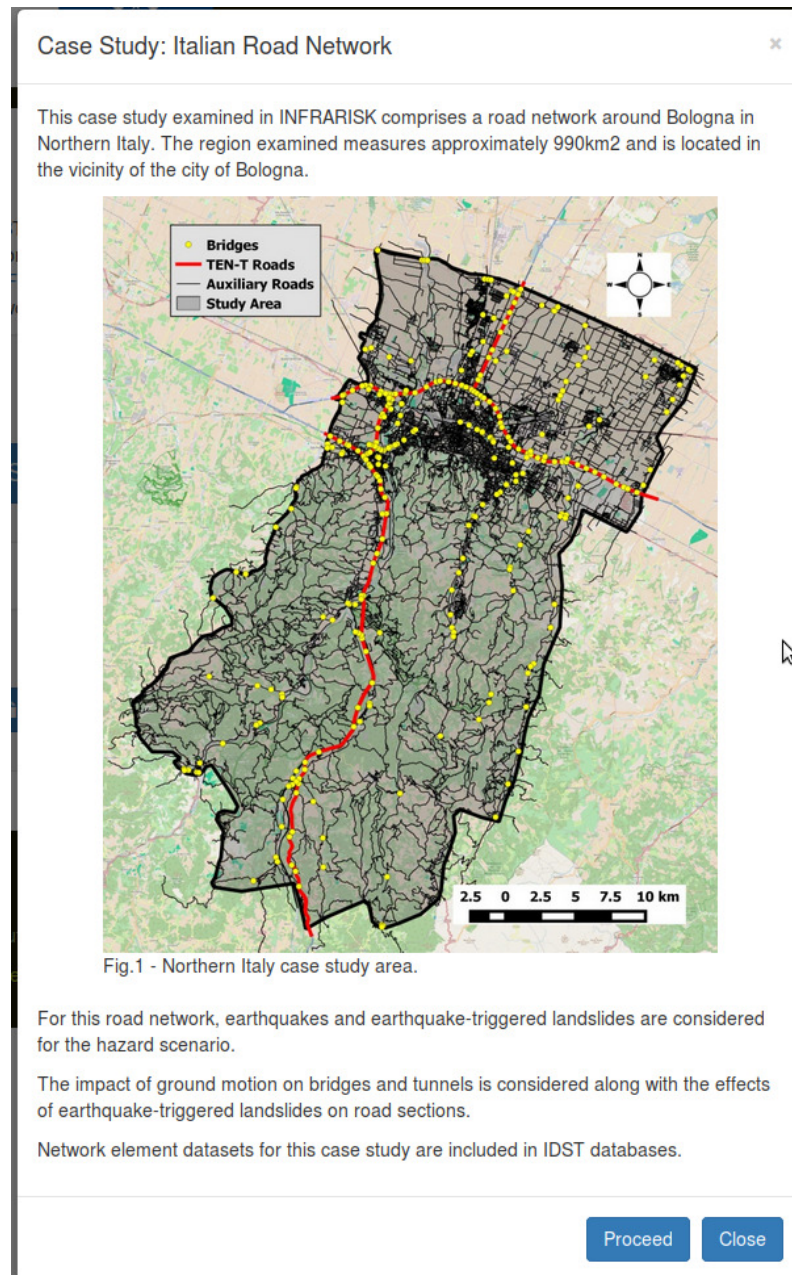 Case Study: Italian Road Network
×
This case study examined in INFRARISK comprises a road network around Bologna in
Northern Italy. The region examined measures approximately 990km2 and is located in
the vicinity of the city of Bologna.
Bridges
TEN-T Roads
Auxiliary Roads
Study Area
N
W E
S
2.5 0 2.5 5 7.5 10 km
Fig.1 - Northern Italy case study area.
For this road network, earthquakes and earthquake-triggered landslides are considered
for the hazard scenario.
The impact of ground motion on bridges and tunnels is considered along with the effects
of earthquake-triggered landslides on road sections.
Network element datasets for this case study are included in IDST databases.
Proceed Close